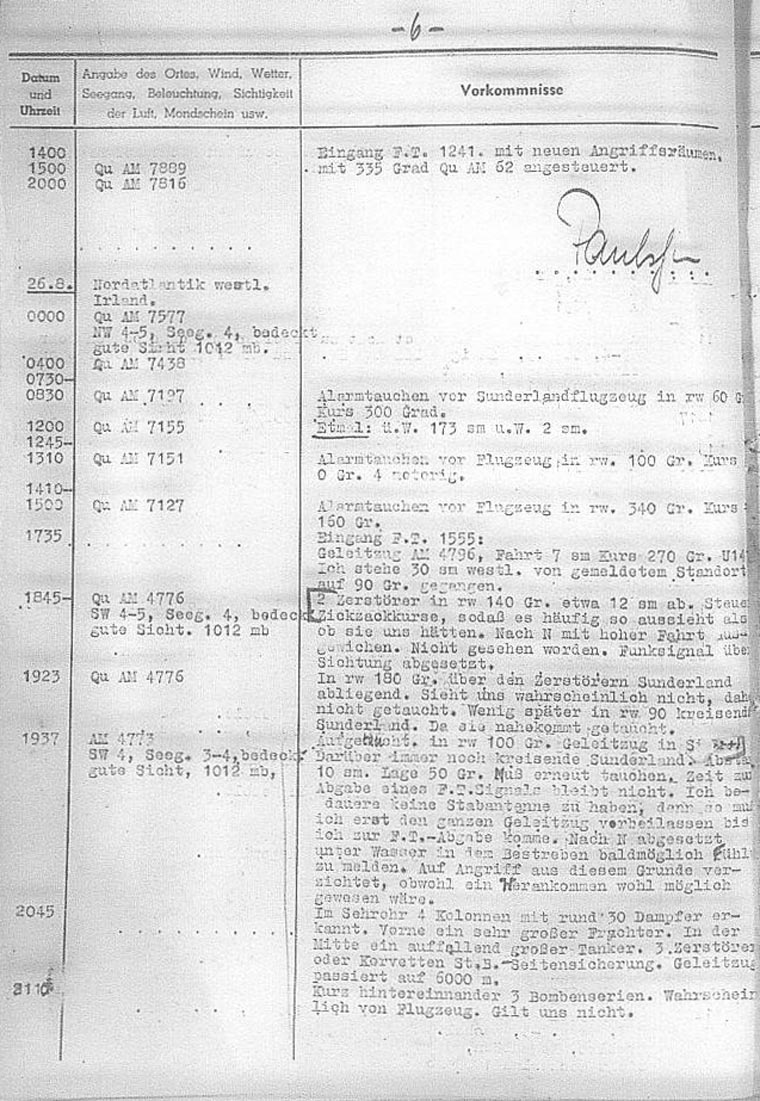 -6-
Datum
und
Uhrzeit
Angabe des Ortes, Wind, Wetter,
Seegang, Beleuchtung, Sichtigkeit
der Luft, Mondschein usw.
Vorkommnisse
1400 Eingang F.T. 1241. mit neuen Angriffsräumen.
1500 Qu AM 7889 mit 335 Grad Qu AM 62 angesteuert.
2000 Qu AM 7816
26.8. Nordatlantik westl.
Irland.
0000 Qu AM 7577
NW 4-5, Seeg. 4, bedeckt
gute Sicht 1012 mb.
0400 Qu AM 7438
0730-
0830 Qu AM 7197 Alarmtauchen vor Sunderlandflugzeug in rw 60 G
Kurs 300 Grad.
1200 Qu AM 7155 Etmal: ü.W. 173 sm u.W. 2 sm.
1245-
1310 Qu AM 7151 Alarmtauchen vor Flugzeug in rw. 100 Gr. Kurs
0 Gr. 4 motorig.
1410-
1500 Qu AM 7127 Alarmtauchen vor Flugzeug in rw. 340 Gr. Kurs
160 Gr.
1735 Eingang F.T. 1555:
Geleitzug AM 4796, Fahrt 7 sm Kurs 270 Gr. U14
Ich stehe 30 sm westl. von gemeldetem Standort
auf 90 Gr. gegangen.
1845- Qu AM 4776 2 Zerstörer in rw 140 Gr. etwa 12 sm ab. Steue
SW 4-5, Seeg. 4, bedeckt Zickzackkurse, sodaß es häufig so aussieht als
gute Sicht. 1012 mb ob sie uns hätten. Nach N mit hoher Fahrt aus-
gewichen. Nicht gesehen worden. Funksignal über
Sichtung abgesetzt.
1923 Qu AM 4776 In rw 180 Gr. über den Zerstörern Sunderland
abliegend. Sieht uns wahrscheinlich nicht, dah
nicht getaucht. Wenig später in rw 90 kreisend
Sunderland. Da sie nahekommt getaucht.
1937 AM 4773 Aufgetaucht. in rw 100 Gr. Geleitzug in
SW 4, Seeg. 3-4,bedeckt Darüber immer noch kreisende Sunderland. Absta
gute Sicht, 1012 mb, 10 sm. Lage 50 Gr. Muß erneut tauchen. Zeit zu
Abgabe eines F.T.Signals bleibt nicht. Ich be-
dauere keine Stabantenne zu haben, denn so mu
ich erst den ganzen Geleitzug vorbeilassen bis
ich zur F.T.-Abgabe komme. Nach N abgesetzt
unter Wasser in dem Bestreben baldmöglich Fühl
zu melden. Auf Angriff aus diesem Grunde ver-
zichtet, obwohl ein Herankommen wohl möglich
gewesen wäre.
2045 Im Sehrohr 4 Kolonnen mit rund 30 Dampfer er-
kannt. Vorne ein sehr großer Frachter. In der
Mitte ein auffallend großer Tanker. 3 Zerstörer
oder Korvetten St.B.-Seitensicherung. Geleitzug
passiert auf 6000 m.
Kurz hintereinnander 3 Bombenserien. Wahrschein
lich von Flugzeug. Gilt uns nicht.